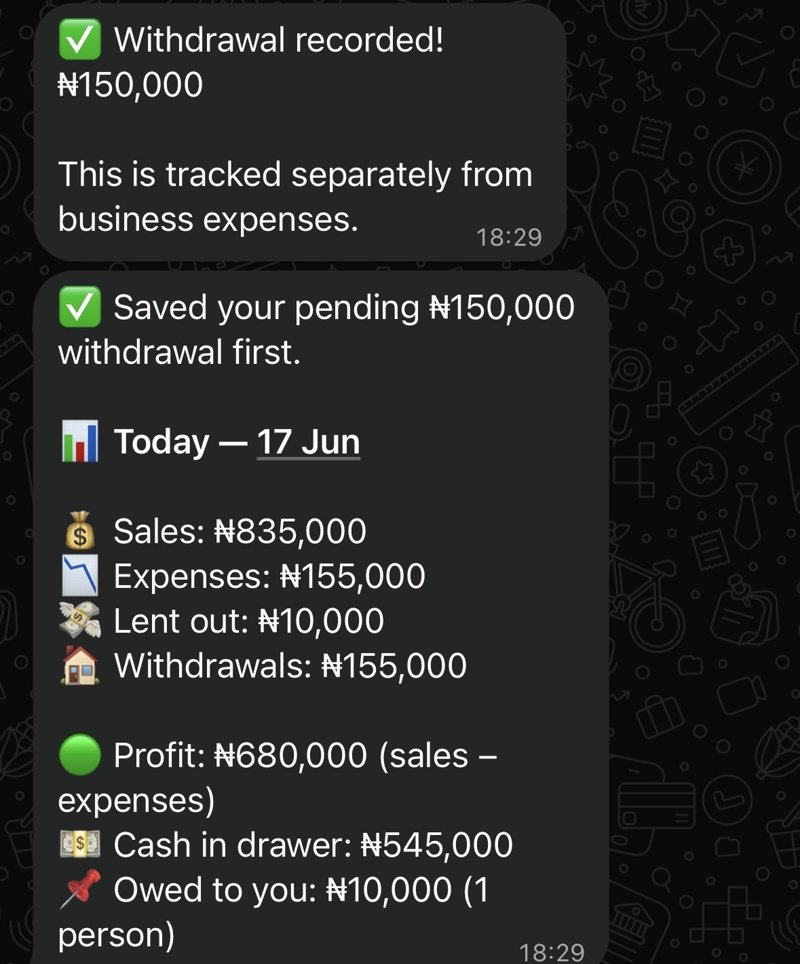 ✅ Withdrawal recorded!
₦150,000
This is tracked separately from
business expenses.
18:29
✅ Saved your pending ₦150,000
withdrawal first.
📊 Today — 17 Jun
💰 Sales: ₦835,000
📉 Expenses: ₦155,000
💸 Lent out: ₦10,000
🏠 Withdrawals: ₦155,000
🟢 Profit: ₦680,000 (sales –
expenses)
💵 Cash in drawer: ₦545,000
📌 Owed to you: ₦10,000 (1
person)
18:29